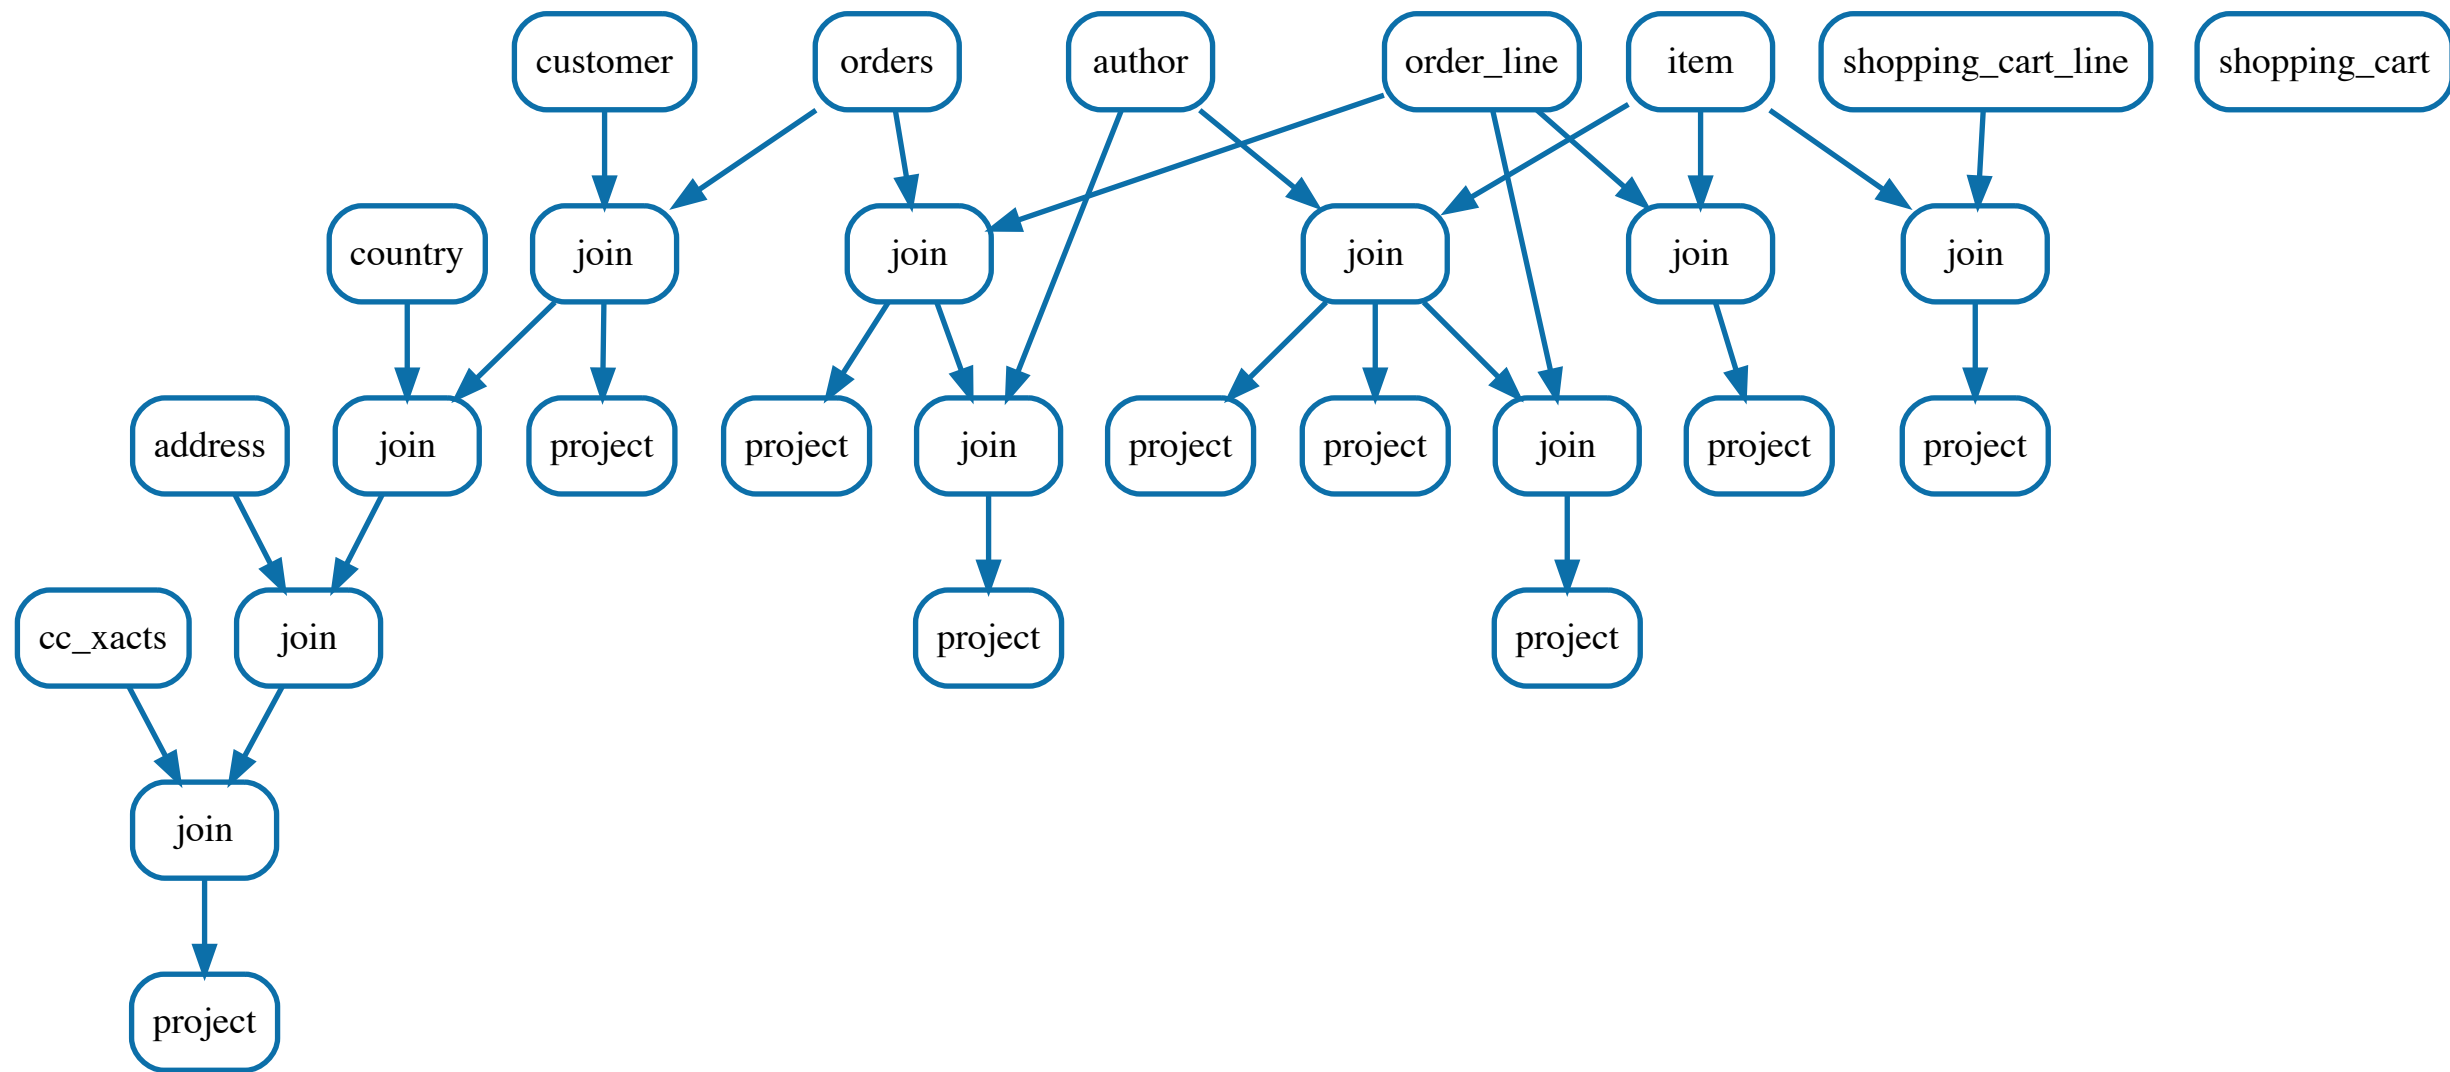 customer
orders
author
order_line
item
shopping_cart_line
shopping_cart
country
join
join
join
join
join
address
join
project
project
join
project
project
join
project
project
cc_xacts
join
project
project
join
project